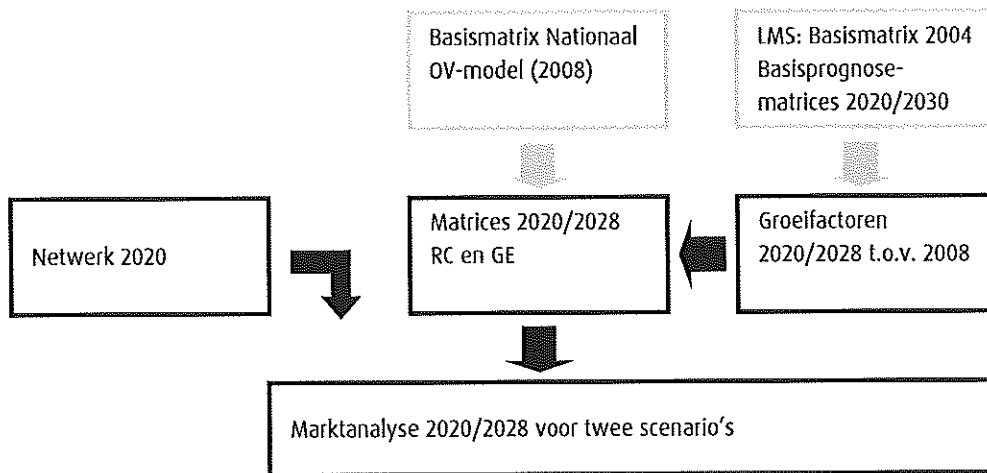 Basismatrix Nationaal
OV-model (2008)
LMS: Basismatrix 2004
Basisprognose-
matrices 2020/2030
Netwerk 2020
Matrices 2020/2028
RC en GE
Groeifactoren
2020/2028 t.o.v. 2008
Marktanalyse 2020/2028 voor twee scenario's